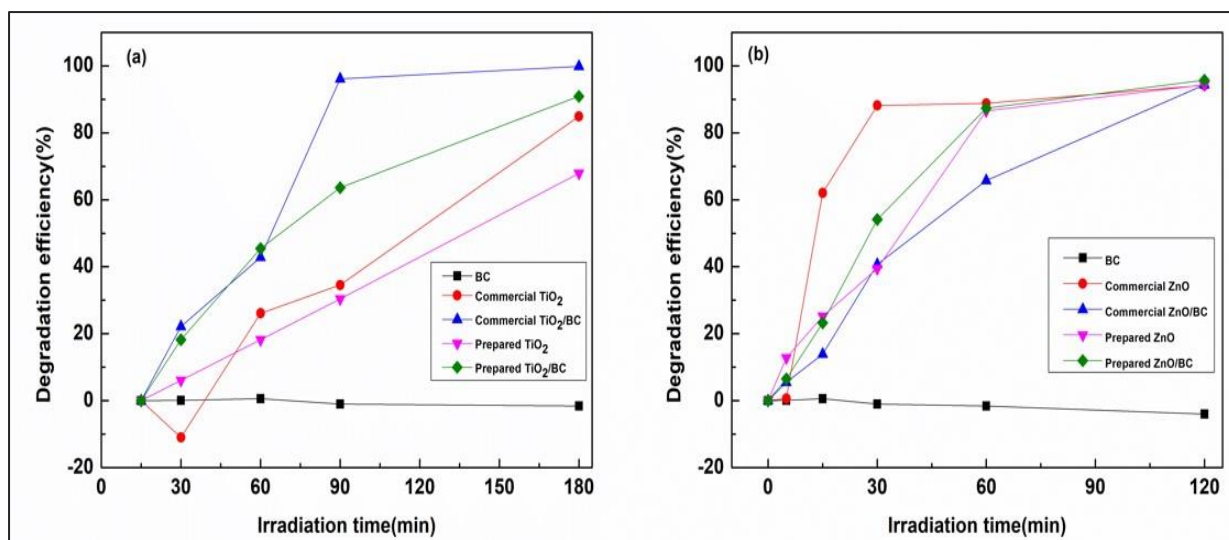 (a)
Degradation efficiency(%)
100
80
60
40
20
0
-20
0
30
60
90
120
150
180
Irradiation time(min)
BC
Commercial TiO2
Commercial TiO2/BC
Prepared TiO2
Prepared TiO2/BC
(b)
Degradation efficiency(%)
100
80
60
40
20
0
-20
0
30
60
90
120
Irradiation time(min)
BC
Commercial ZnO
Commercial ZnO/BC
Prepared ZnO
Prepared ZnO/BC